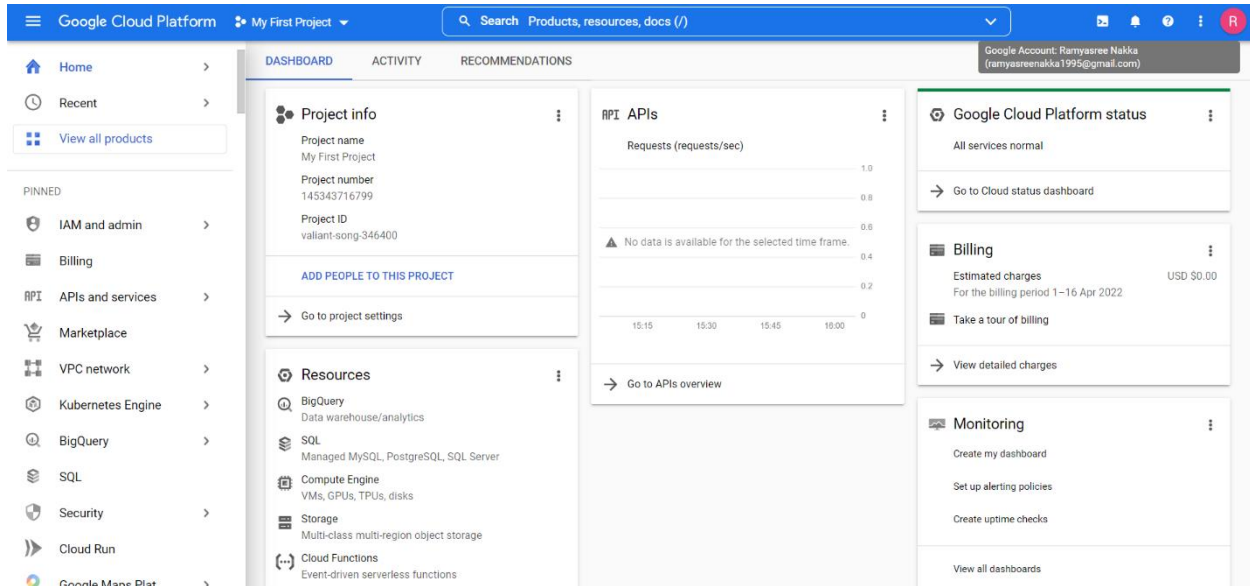 Google Cloud Platform
My First Project
Search Products, resources, docs (/)
R
Google Account: Ramyasree Nakka
(ramyasreenakka1995@gmail.com)
Home
Recent
View all products
PINNED
IAM and admin
Billing
API APIs and services
Marketplace
VPC network
Kubernetes Engine
BigQuery
SQL
Security
Cloud Run
Google Maps Plat
DASHBOARD ACTIVITY RECOMMENDATIONS
Project info
Project name
My First Project
Project number
145343716799
Project ID
valiant-song-346400
ADD PEOPLE TO THIS PROJECT
Go to project settings
Resources
BigQuery
Data warehouse/analytics
SQL
Managed MySQL, PostgreSQL, SQL Server
Compute Engine
VMs, GPUs, TPUs, disks
Storage
Multi-class multi-region object storage
Cloud Functions
Event-driven serverless functions
API APIs
Requests (requests/sec)
1.0
0.8
0.6
No data is available for the selected time frame.
0.4
0.2
0
15:15 15:30 15:45 16:00
Go to APIs overview
Google Cloud Platform status
All services normal
Go to Cloud status dashboard
Billing
Estimated charges USD $0.00
For the billing period 1–16 Apr 2022
Take a tour of billing
View detailed charges
Monitoring
Create my dashboard
Set up alerting policies
Create uptime checks
View all dashboards